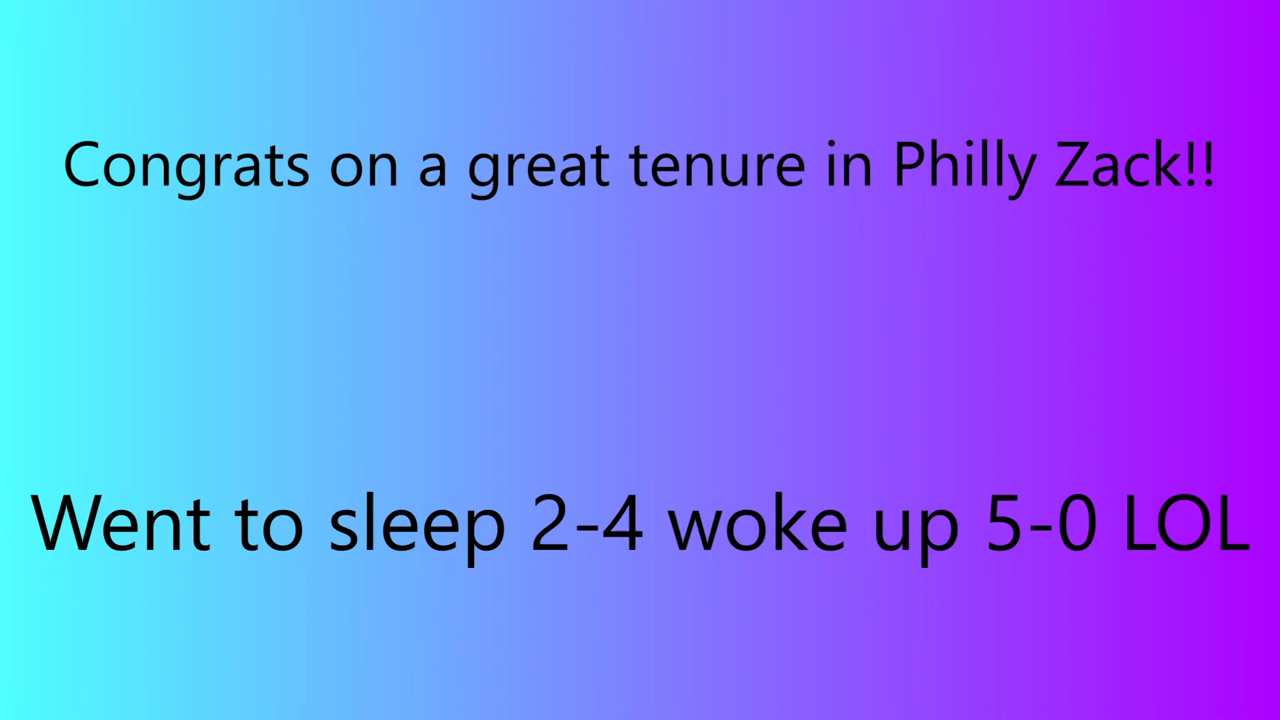 Congrats on a great tenure in Philly Zack!!
Went to sleep 2-4 woke up 5-0 LOL